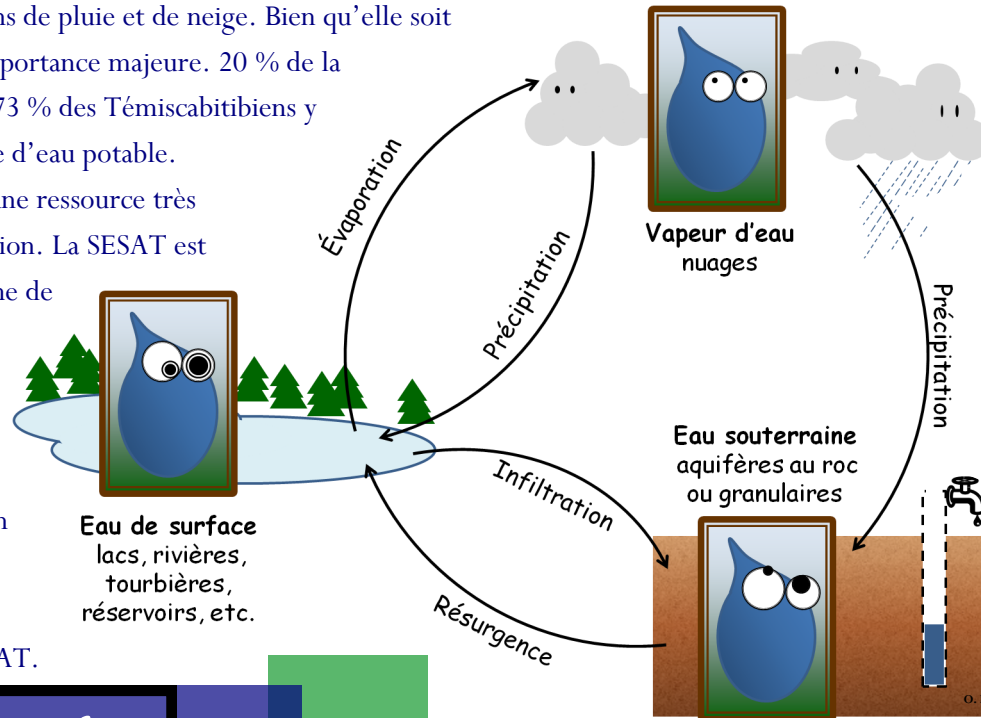 ns de pluie et de neige. Bien qu'elle soit
portance majeure. 20 % de la
73 % des Témiscabitibiens y
e d'eau potable.
ne ressource très
ion. La SESAT est
ne de
n
AT.
Évaporation
Précipitation
Vapeur d'eau
nuages
Précipitation
Eau de surface
lacs, rivières,
tourbières,
réservoirs, etc.
Infiltration
Résurgence
Eau souterraine
aquifères au roc
ou granulaires
O.